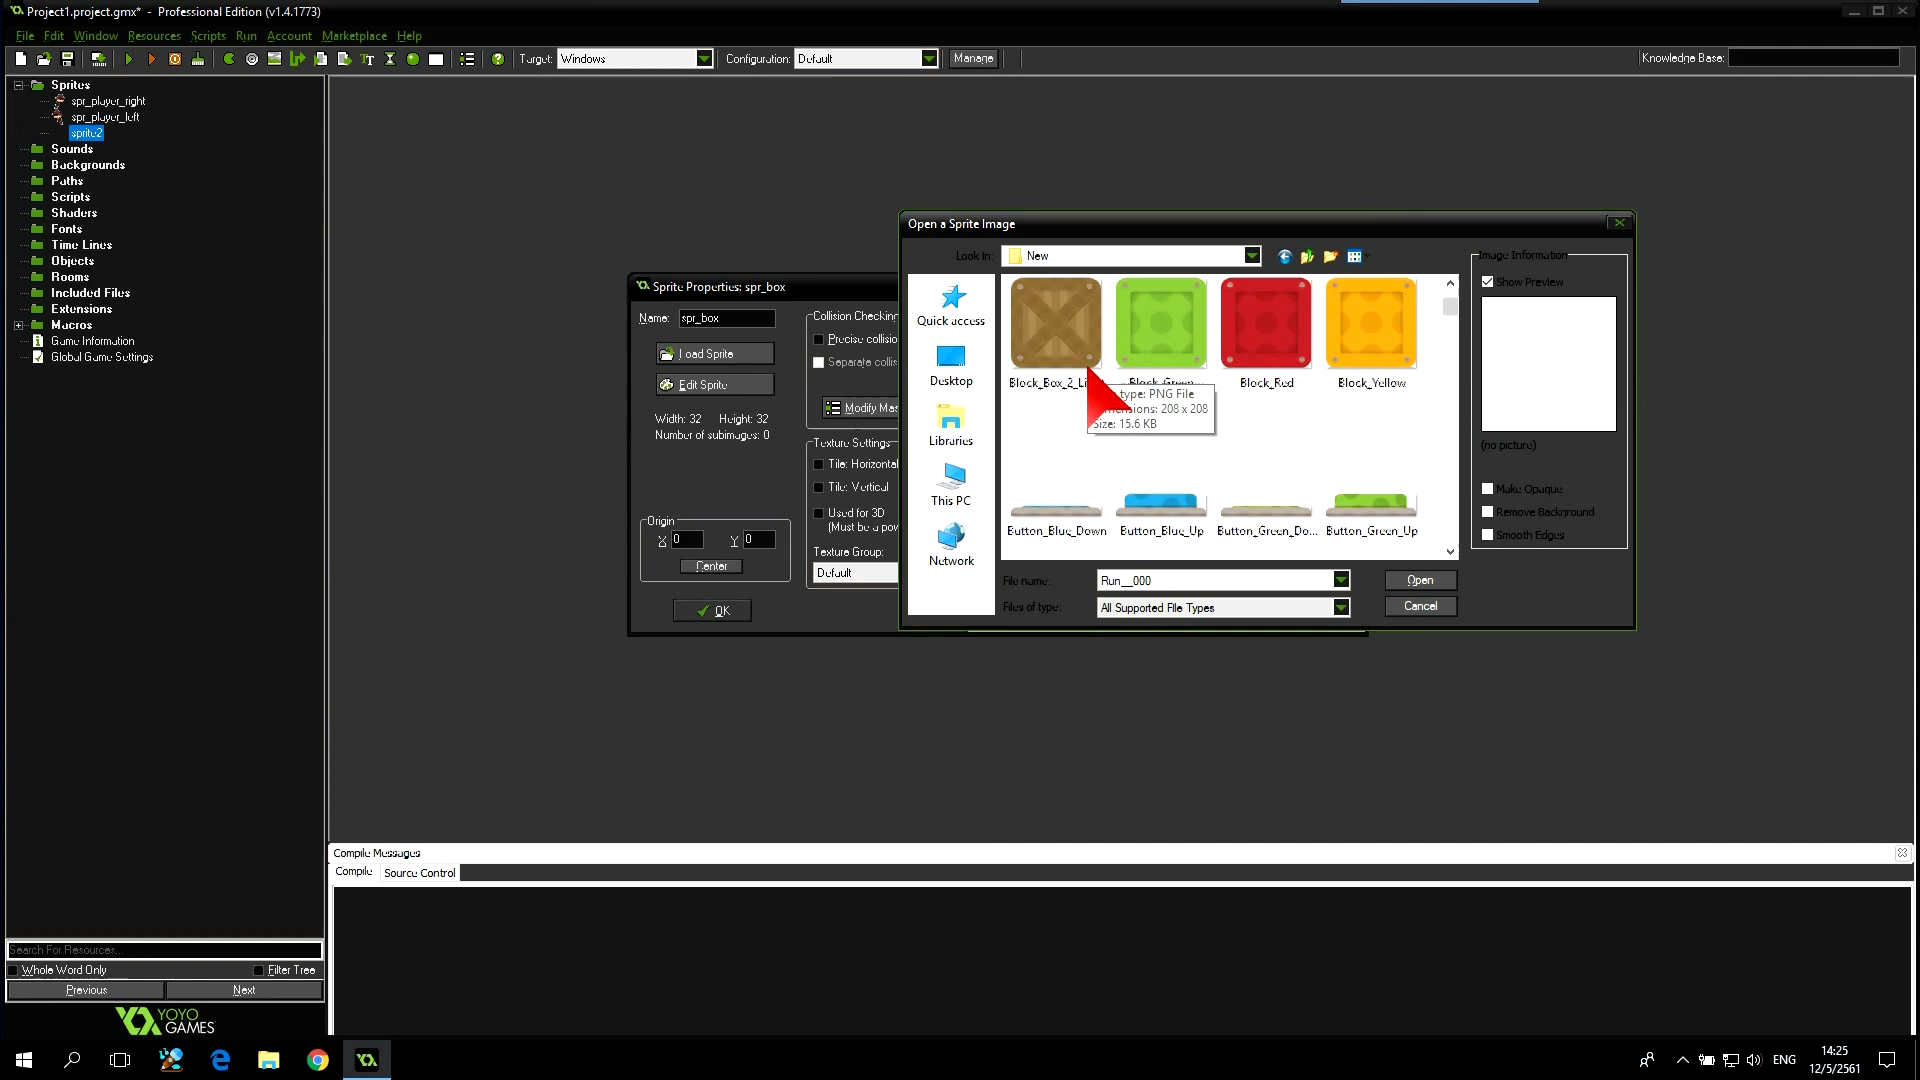 Project1.project.gmx* - Professional Edition (v1.4.1773)
File Edit Window Resources Scripts Run Account Marketplace Help
Target: Windows Configuration: Default Manage Knowledge Base:
Sprites
spr_player_right
spr_player_left
sprite2
Sounds
Backgrounds
Paths
Scripts
Shaders
Fonts
Time Lines
Objects
Rooms
Included Files
Extensions
Macros
Game Information
Global Game Settings
Sprite Properties: spr_box
Name: spr_box
Load Sprite
Edit Sprite
Width: 32 Height: 32
Number of subimages: 0
Origin
X 0 Y 0
Center
OK
Collision Checking
Precise collisio
Separate collis
Modify Mas
Texture Settings
Tile: Horizontal
Tile: Vertical
Used for 3D
(Must be a pow
Texture Group:
Default
Open a Sprite Image
Look in: New
Quick access
Desktop
Libraries
This PC
Network
Block_Box_2_Li
Block_Green
Block_Red
Block_Yellow
type: PNG File
208 x 208
Size: 15.6 KB
Button_Blue_Down
Button_Blue_Up
Button_Green_Do...
Button_Green_Up
File name: Run__000 Open
Files of type: All Supported File Types Cancel
Image Information
Show Preview
(no picture)
Make Opaque
Remove Background
Smooth Edges
Compile Messages
Compile Source Control
Search For Resources...
Whole Word Only Filter Tree
Previous Next
YOYO
GAMES
ENG
14:25
12/5/2561